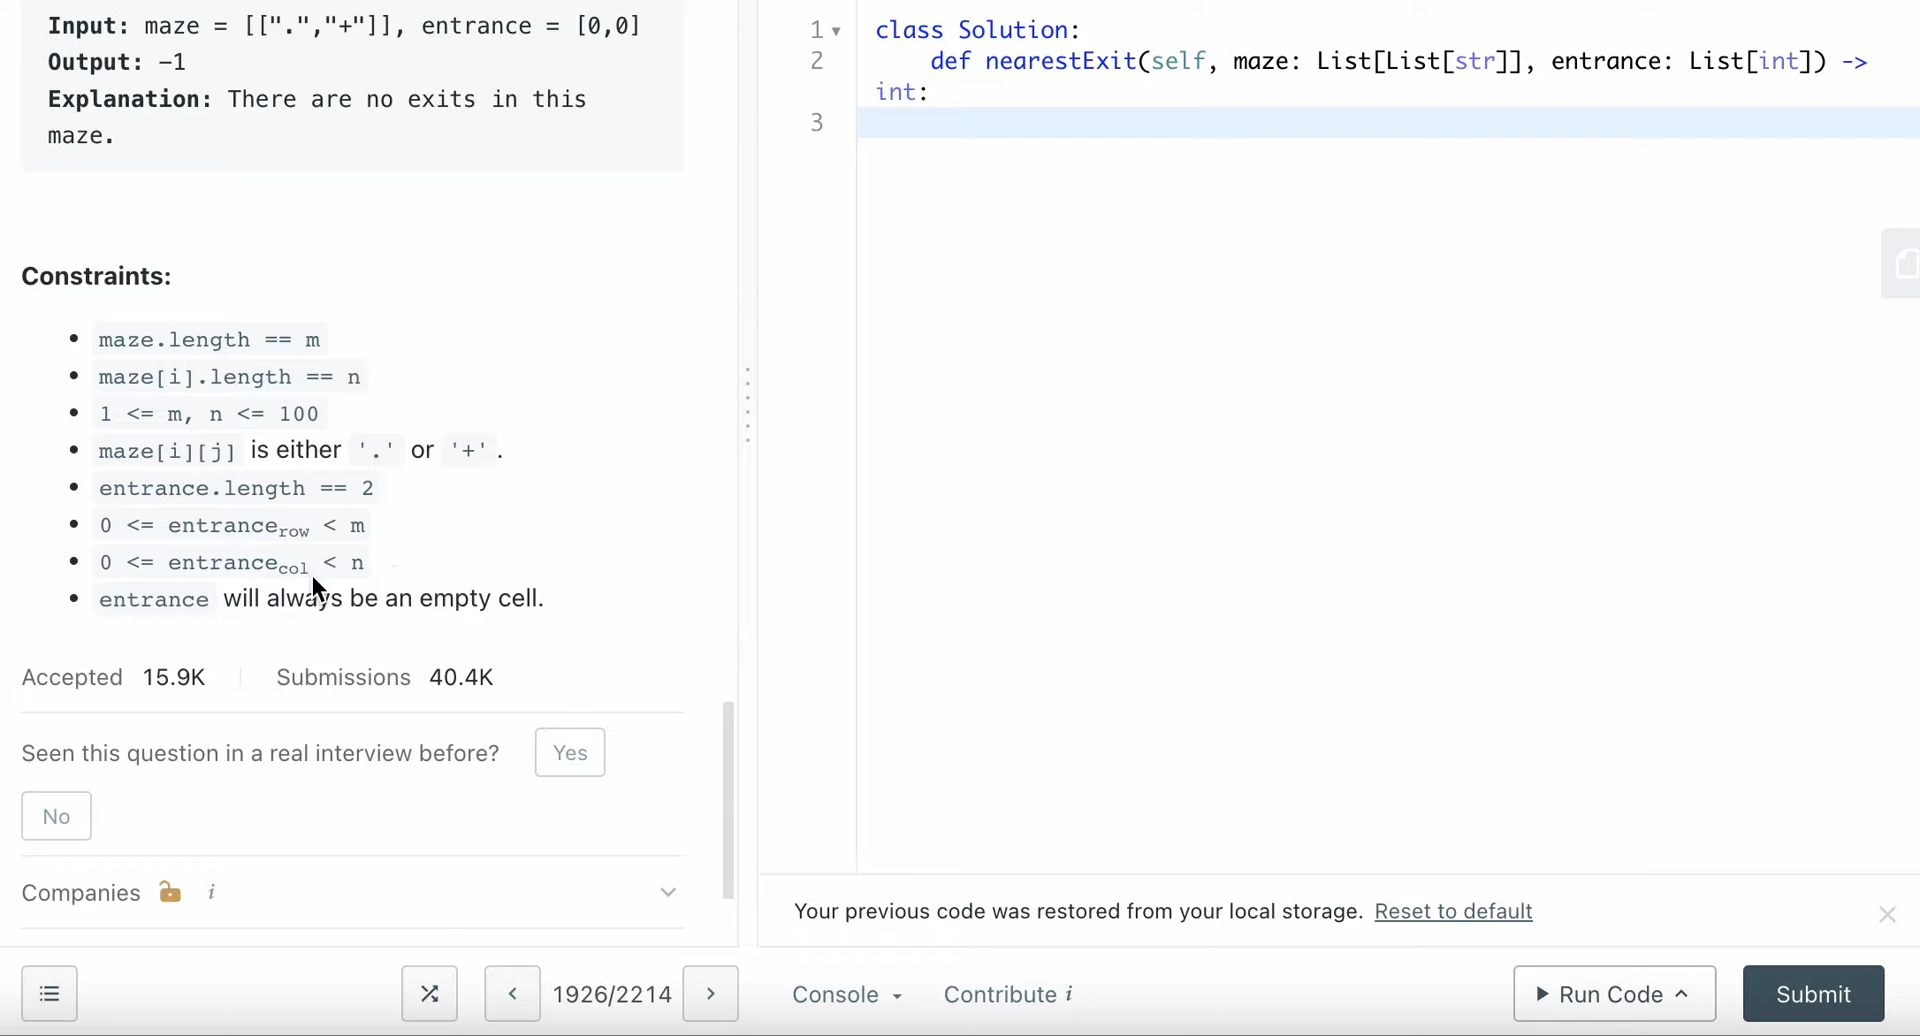 Input: maze = [[".","+"]], entrance = [0,0]
Output: -1
Explanation: There are no exits in this
maze.
Constraints:
maze.length == m
maze[i].length == n
1 <= m, n <= 100
maze[i][j] is either '.' or '+'.
entrance.length == 2
0 <= entrancerow < m
0 <= entrancecol < n
entrance will always be an empty cell.
Accepted 15.9K Submissions 40.4K
Seen this question in a real interview before? Yes
No
Companies i
1926/2214
1 class Solution:
2 def nearestExit(self, maze: List[List[str]], entrance: List[int]) ->
int:
3
Your previous code was restored from your local storage. Reset to default
Console Contribute i Run Code Submit